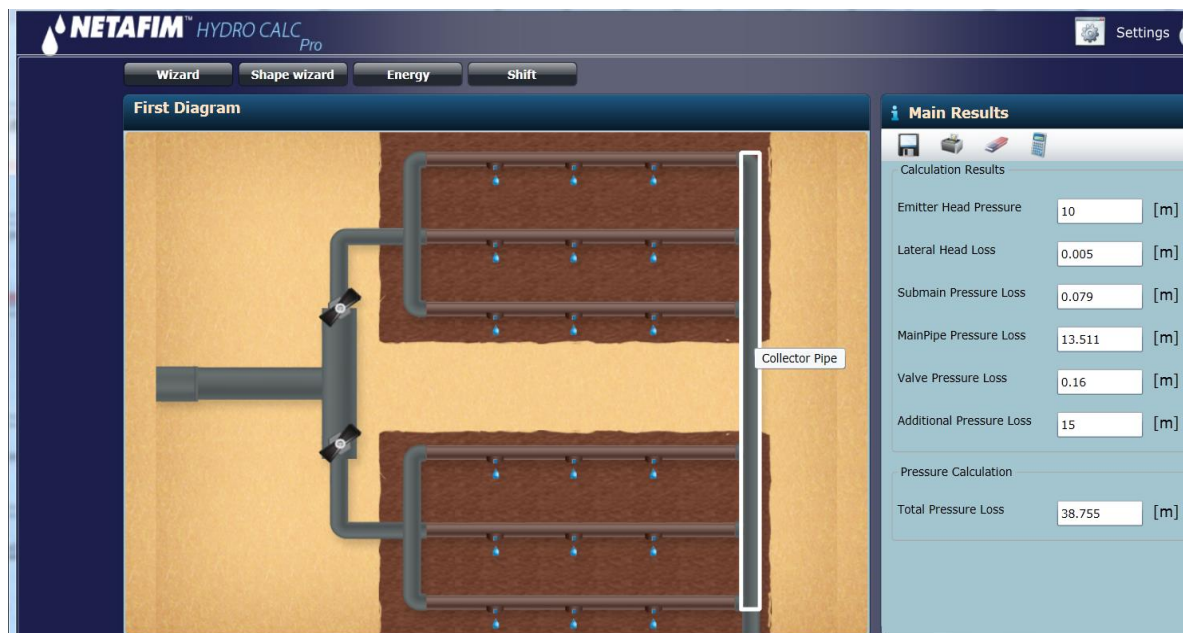 NETAFIM™ HYDRO CALC Pro
Settings
Wizard Shape wizard Energy Shift
First Diagram
Collector Pipe
i Main Results
Calculation Results
Emitter Head Pressure 10 [m]
Lateral Head Loss 0.005 [m]
Submain Pressure Loss 0.079 [m]
MainPipe Pressure Loss 13.511 [m]
Valve Pressure Loss 0.16 [m]
Additional Pressure Loss 15 [m]
Pressure Calculation
Total Pressure Loss 38.755 [m]